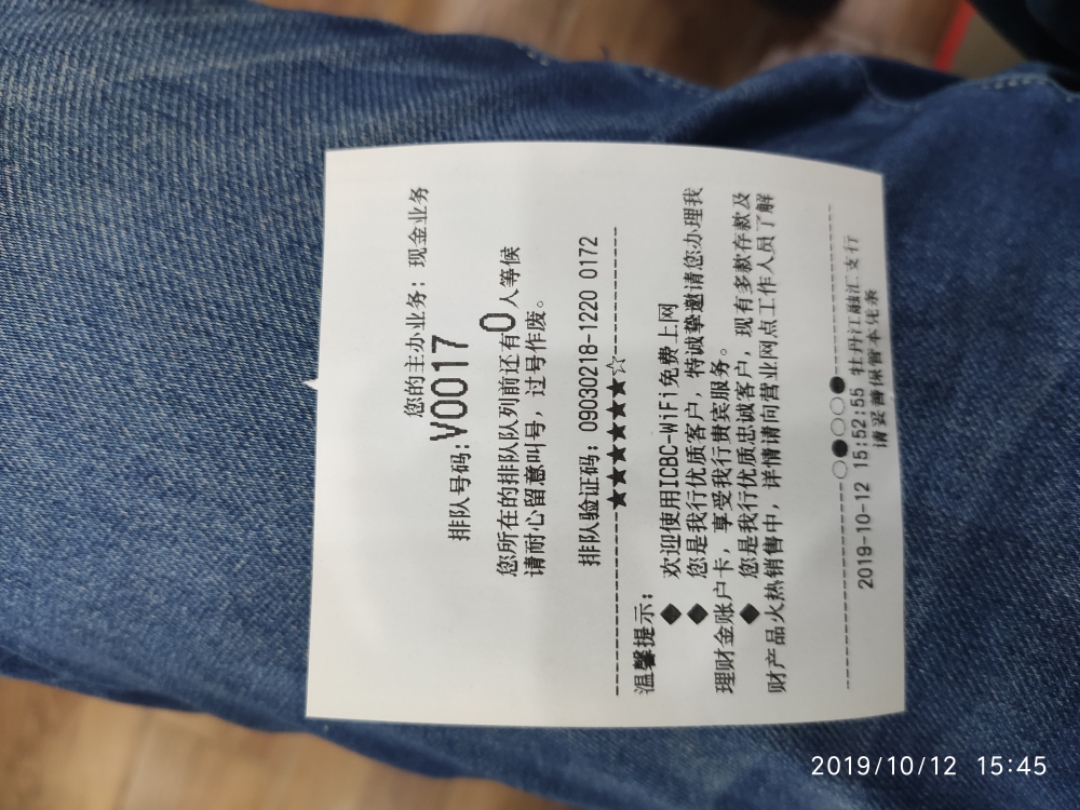 您的主办业务：现金业务
排队号码:V0017
您所在的排队队列前还有0人等候
请耐心留意叫号，过号作废。
排队验证码：09030218-1220 0172
------------★★★★★★☆------------
温馨提示：
◆ 欢迎使用ICBC-WiFi免费上网
◆ 您是我行优质客户，特诚挚邀请您办理我
理财金账户卡，享受我行贵宾服务。
◆ 您是我行优质忠诚客户，现有多款存款及
财产品火热销售中，详情请向营业网点工作人员了解
--------------------○●○○●--------------------
2019-10-12 15:52:55 牡丹江融汇支行
请妥善保管本凭条
2019/10/12 15:45